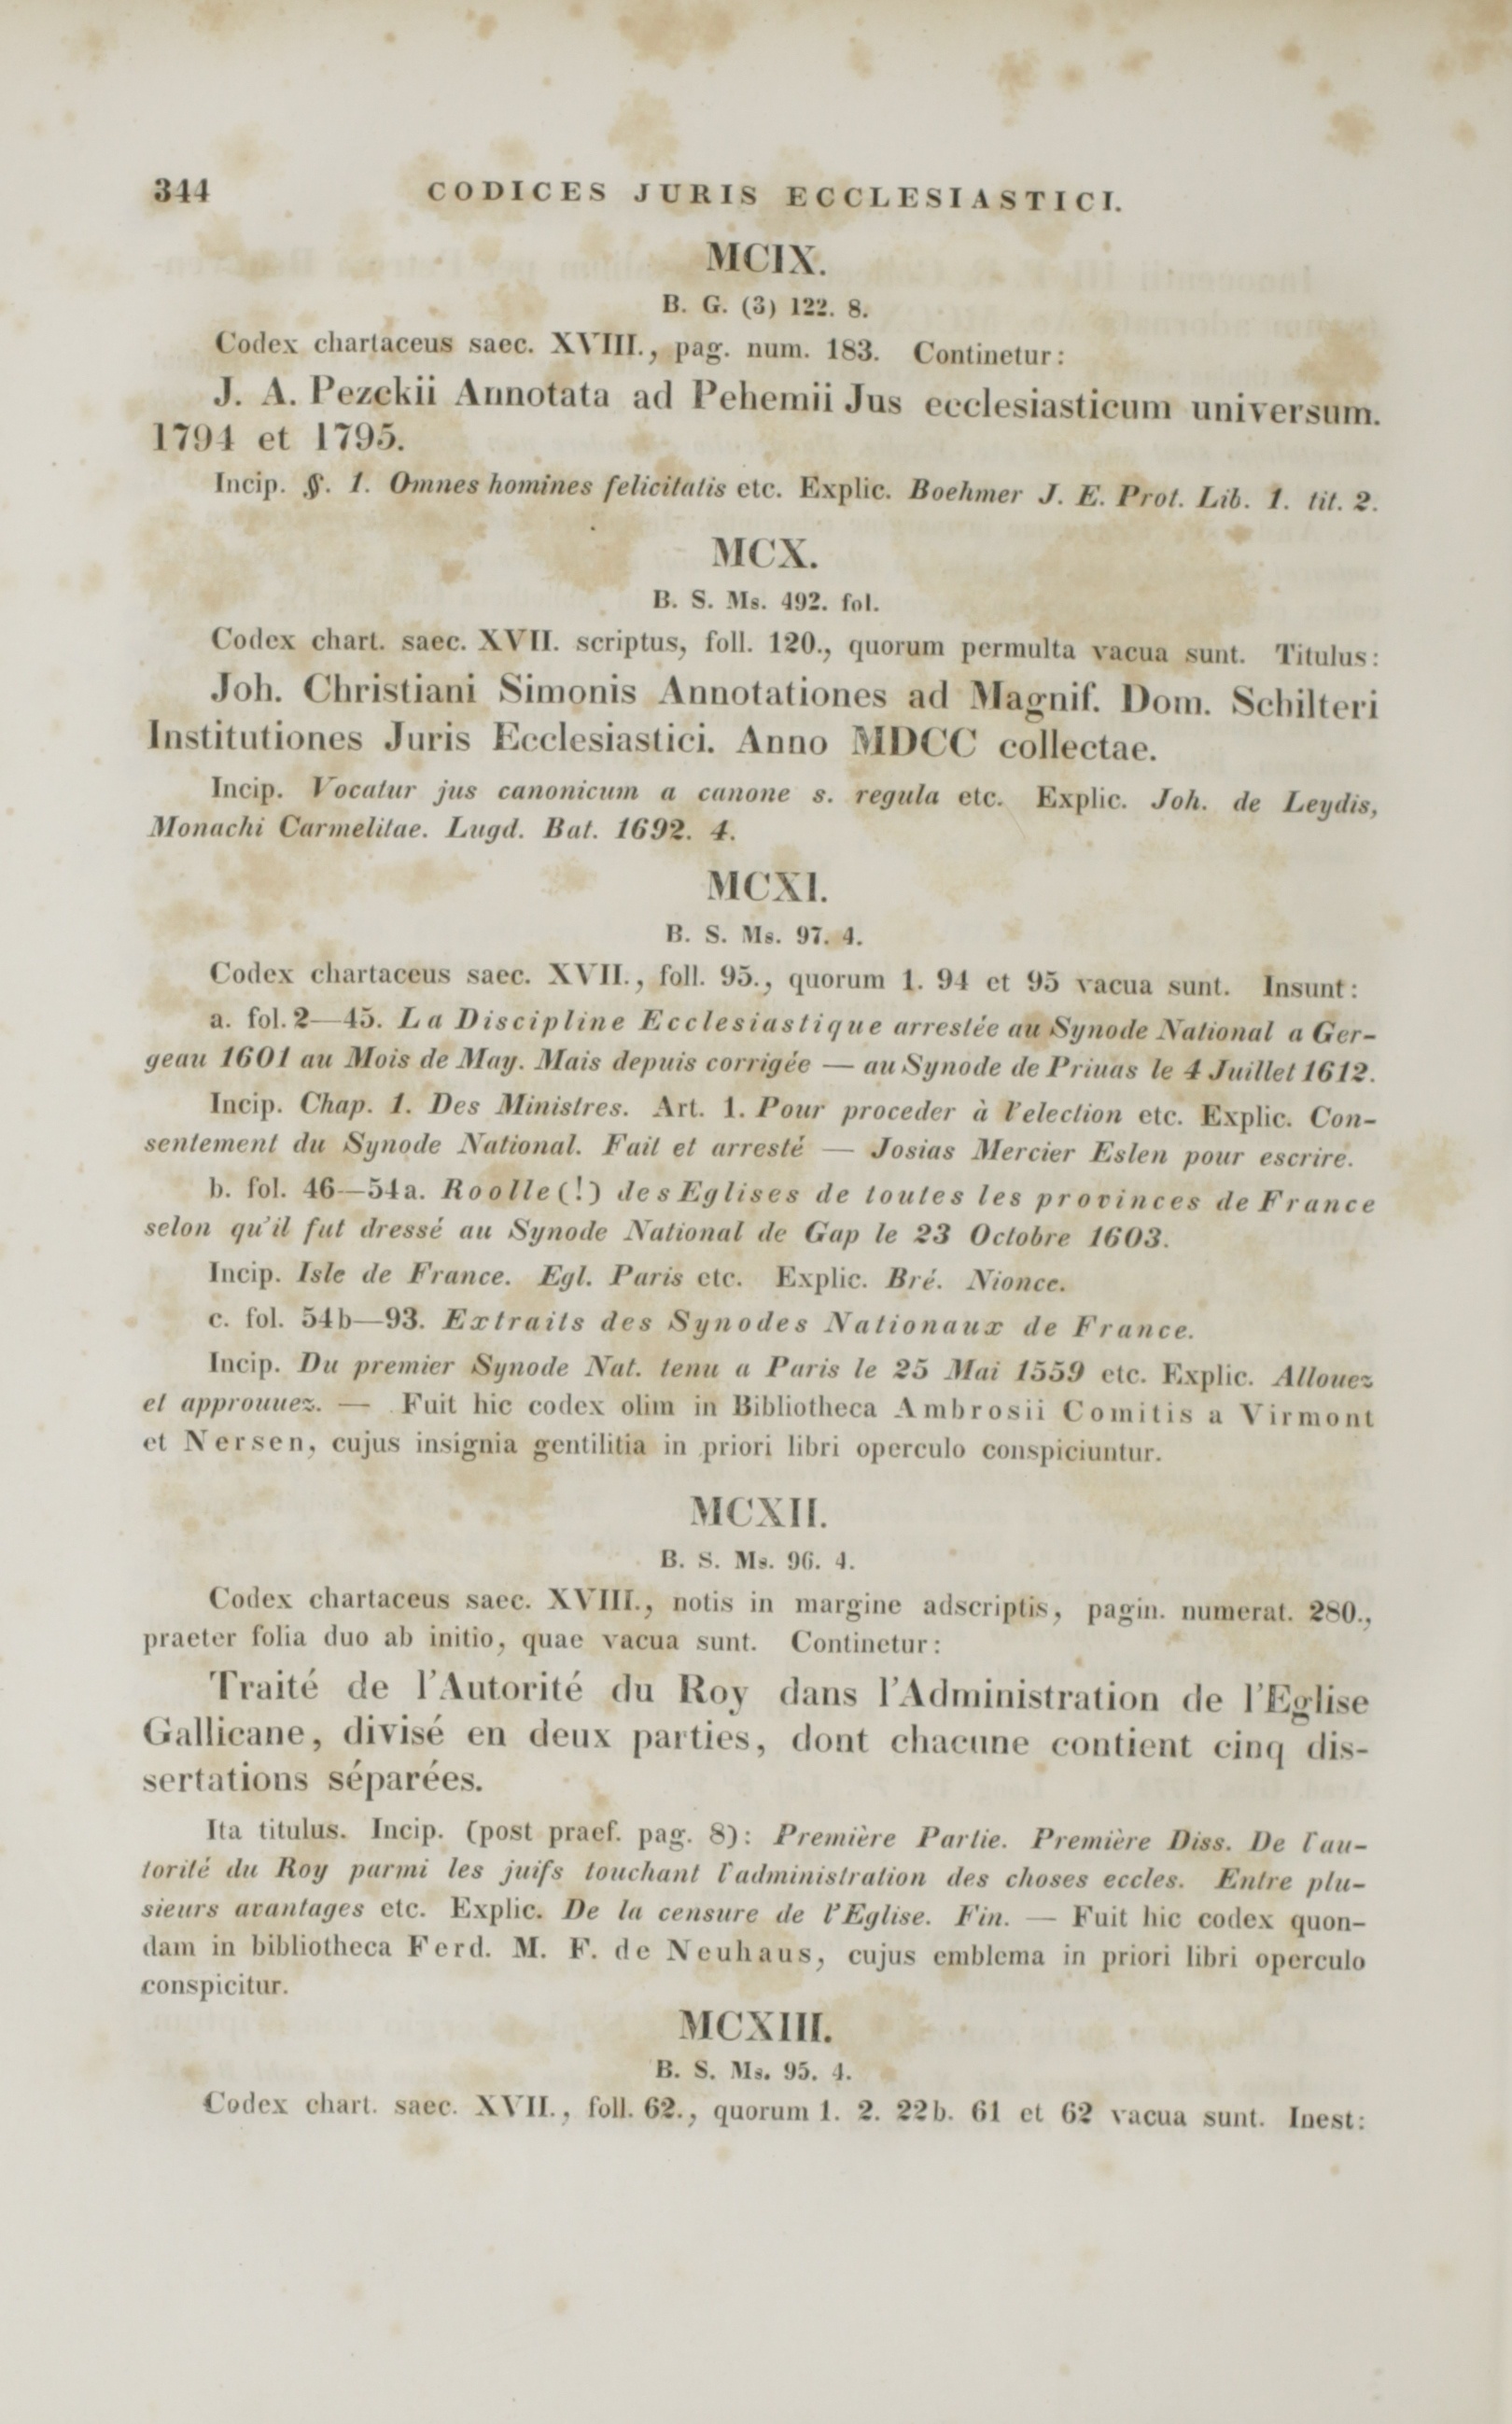 344 CODICES JURIS ECCLESIASTICI.
MCIX.
B. G. (3) 122. 8.
Codex chartaceus saec. XVIII., pag. num. 183. Continetur:
J. A. Pezckii Annotata ad Pehemii Jus ecclesiasticum universum.
1794 et 1795.
Incip. §. 1. Omnes homines felicitatis etc. Explic. Boehmer J. E. Prot. Lib. 1. tit. 2.
MCX.
B. S. Ms. 492. fol.
Codex chart. saec. XVII. scriptus, foll. 120., quorum permulta vacua sunt. Titulus:
Joh. Christiani Simonis Annotationes ad Magnif. Dom. Schilteri
Institutiones Juris Ecclesiastici. Anno MDCC collectae.
Incip. Vocatur jus canonicum a canone s. regula etc. Explic. Joh. de Leydis,
Monachi Carmelitae. Lugd. Bat. 1692. 4.
MCXI.
B. S. Ms. 97. 4.
Codex chartaceus saec. XVII., foll. 95., quorum 1. 94 et 95 vacua sunt. Insunt:
a. fol. 2—45. La Discipline Ecclesiastique arrestée au Synode National a Ger-
geau 1601 au Mois de May. Mais depuis corrigée — au Synode de Priuas le 4 Juillet 1612.
Incip. Chap. 1. Des Ministres. Art. 1. Pour proceder à l'election etc. Explic. Con-
sentement du Synode National. Fait et arresté — Josias Mercier Eslen pour escrire.
b. fol. 46—54a. Roolle(!) des Eglises de toutes les provinces de France
selon qu'il fut dressé au Synode National de Gap le 23 Octobre 1603.
Incip. Isle de France. Egl. Paris etc. Explic. Bré. Nionce.
c. fol. 54b—93. Extraits des Synodes Nationaux de France.
Incip. Du premier Synode Nat. tenu a Paris le 25 Mai 1559 etc. Explic. Allouez
et approuuez. — Fuit hic codex olim in Bibliotheca Ambrosii Comitis a Virmont
et Nersen, cujus insignia gentilitia in priori libri operculo conspiciuntur.
MCXII.
B. S. Ms. 96. 4.
Codex chartaceus saec. XVIII., notis in margine adscriptis, pagin. numerat. 280.,
praeter folia duo ab initio, quae vacua sunt. Continetur:
Traité de l'Autorité du Roy dans l'Administration de l'Eglise
Gallicane, divisé en deux parties, dont chacune contient cinq dis-
sertations séparées.
Ita titulus. Incip. (post praef. pag. 8): Première Partie. Première Diss. De l'au-
torité du Roy parmi les juifs touchant l'administration des choses eccles. Entre plu-
sieurs avantages etc. Explic. De la censure de l'Eglise. Fin. — Fuit hic codex quon-
dam in bibliotheca Ferd. M. F. de Neuhaus, cujus emblema in priori libri operculo
conspicitur.
MCXIII.
B. S. Ms. 95. 4.
Codex chart. saec. XVII., foll. 62., quorum 1. 2. 22b. 61 et 62 vacua sunt. Inest: